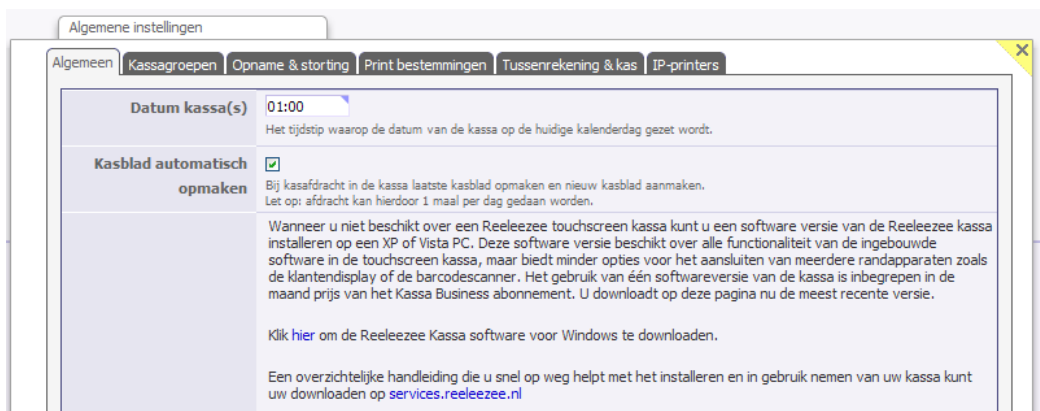 Algemene instellingen
Algemeen Kassagroepen Opname & storting Print bestemmingen Tussenrekening & kas IP-printers
Datum kassa(s) 01:00
Het tijdstip waarop de datum van de kassa op de huidige kalenderdag gezet wordt.
Kasblad automatisch
opmaken
Bij kasafdracht in de kassa laatste kasblad opmaken en nieuw kasblad aanmaken.
Let op: afdracht kan hierdoor 1 maal per dag gedaan worden.
Wanneer u niet beschikt over een Reeleezee touchscreen kassa kunt u een software versie van de Reeleezee kassa
installeren op een XP of Vista PC. Deze software versie beschikt over alle functionaliteit van de ingebouwde
software in de touchscreen kassa, maar biedt minder opties voor het aansluiten van meerdere randapparaten zoals
de klantendisplay of de barcodescanner. Het gebruik van één softwareversie van de kassa is inbegrepen in de
maand prijs van het Kassa Business abonnement. U downloadt op deze pagina nu de meest recente versie.
Klik hier om de Reeleezee Kassa software voor Windows te downloaden.
Een overzichtelijke handleiding die u snel op weg helpt met het installeren en in gebruik nemen van uw kassa kunt
uw downloaden op services.reeleezee.nl